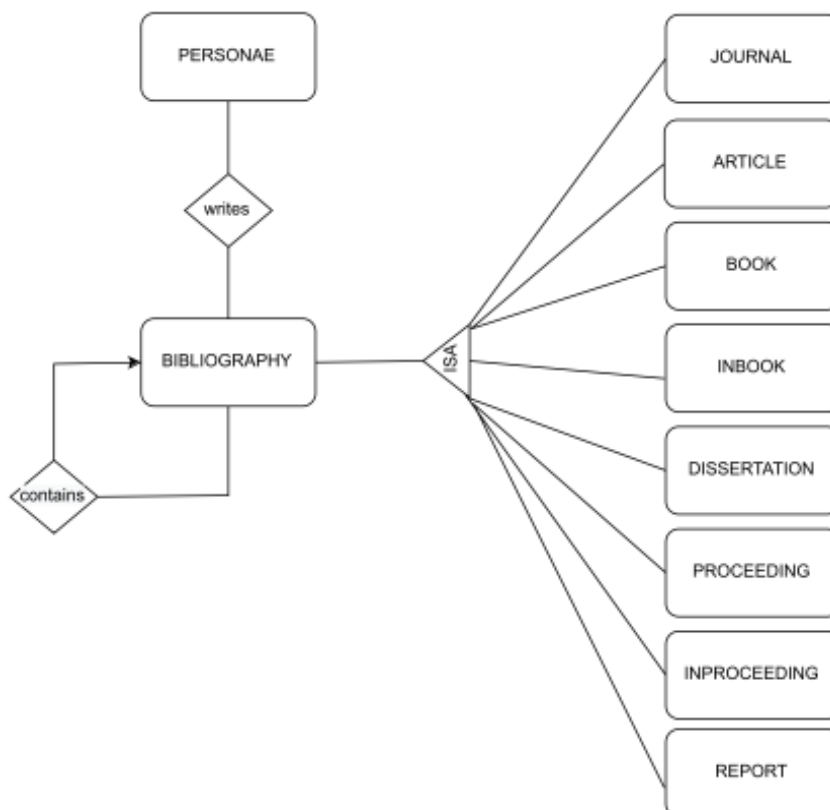 PERSONAE
JOURNAL
ARTICLE
writes
BOOK
BIBLIOGRAPHY
ISA
INBOOK
DISSERTATION
contains
PROCEEDING
INPROCEEDING
REPORT